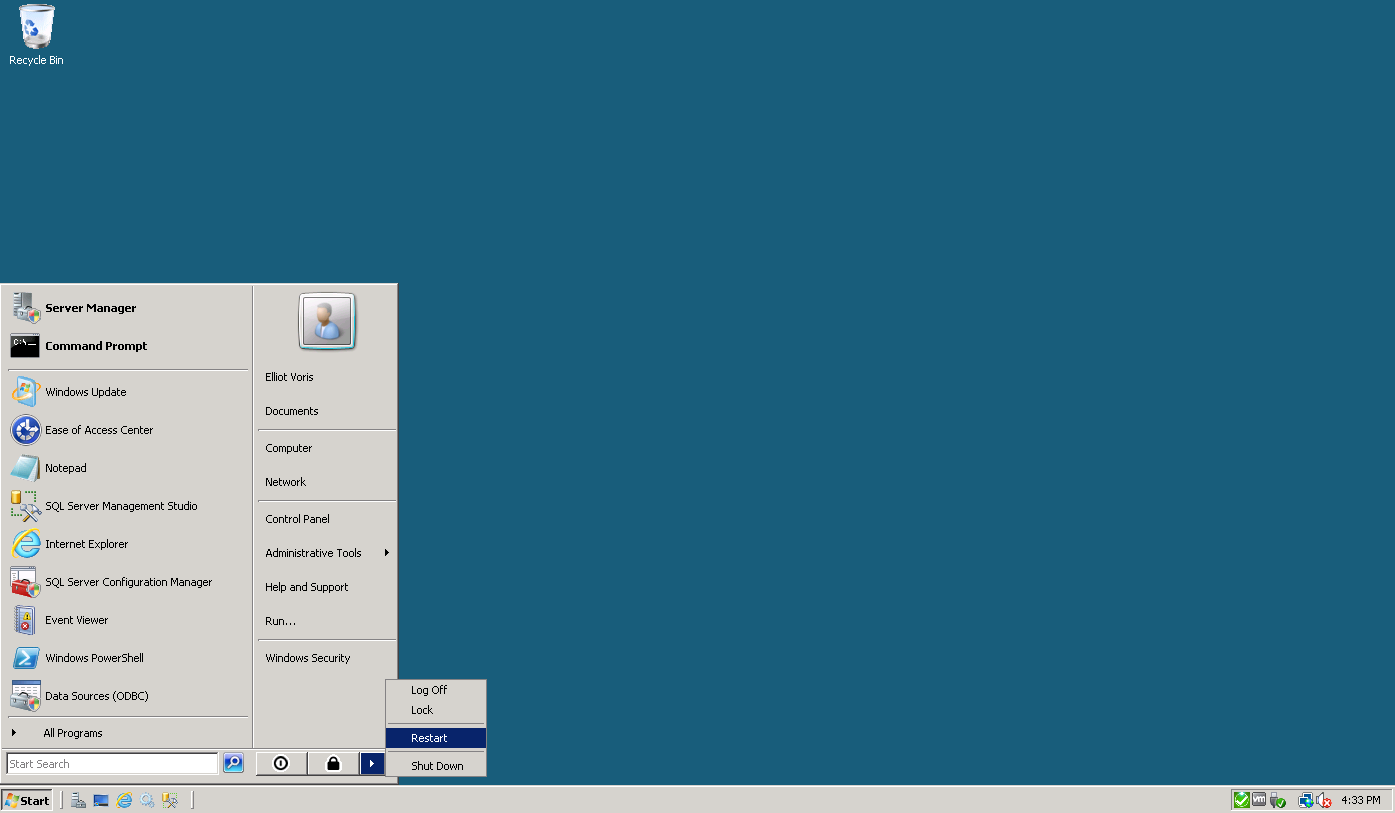 Recycle Bin
Server Manager
C:\
Command Prompt
Windows Update
Ease of Access Center
Notepad
SQL Server Management Studio
Internet Explorer
SQL Server Configuration Manager
Event Viewer
Windows PowerShell
Data Sources (ODBC)
All Programs
Start Search
Elliot Voris
Documents
Computer
Network
Control Panel
Administrative Tools
Help and Support
Run...
Windows Security
Log Off
Lock
Restart
Shut Down
Start
vm
4:33 PM